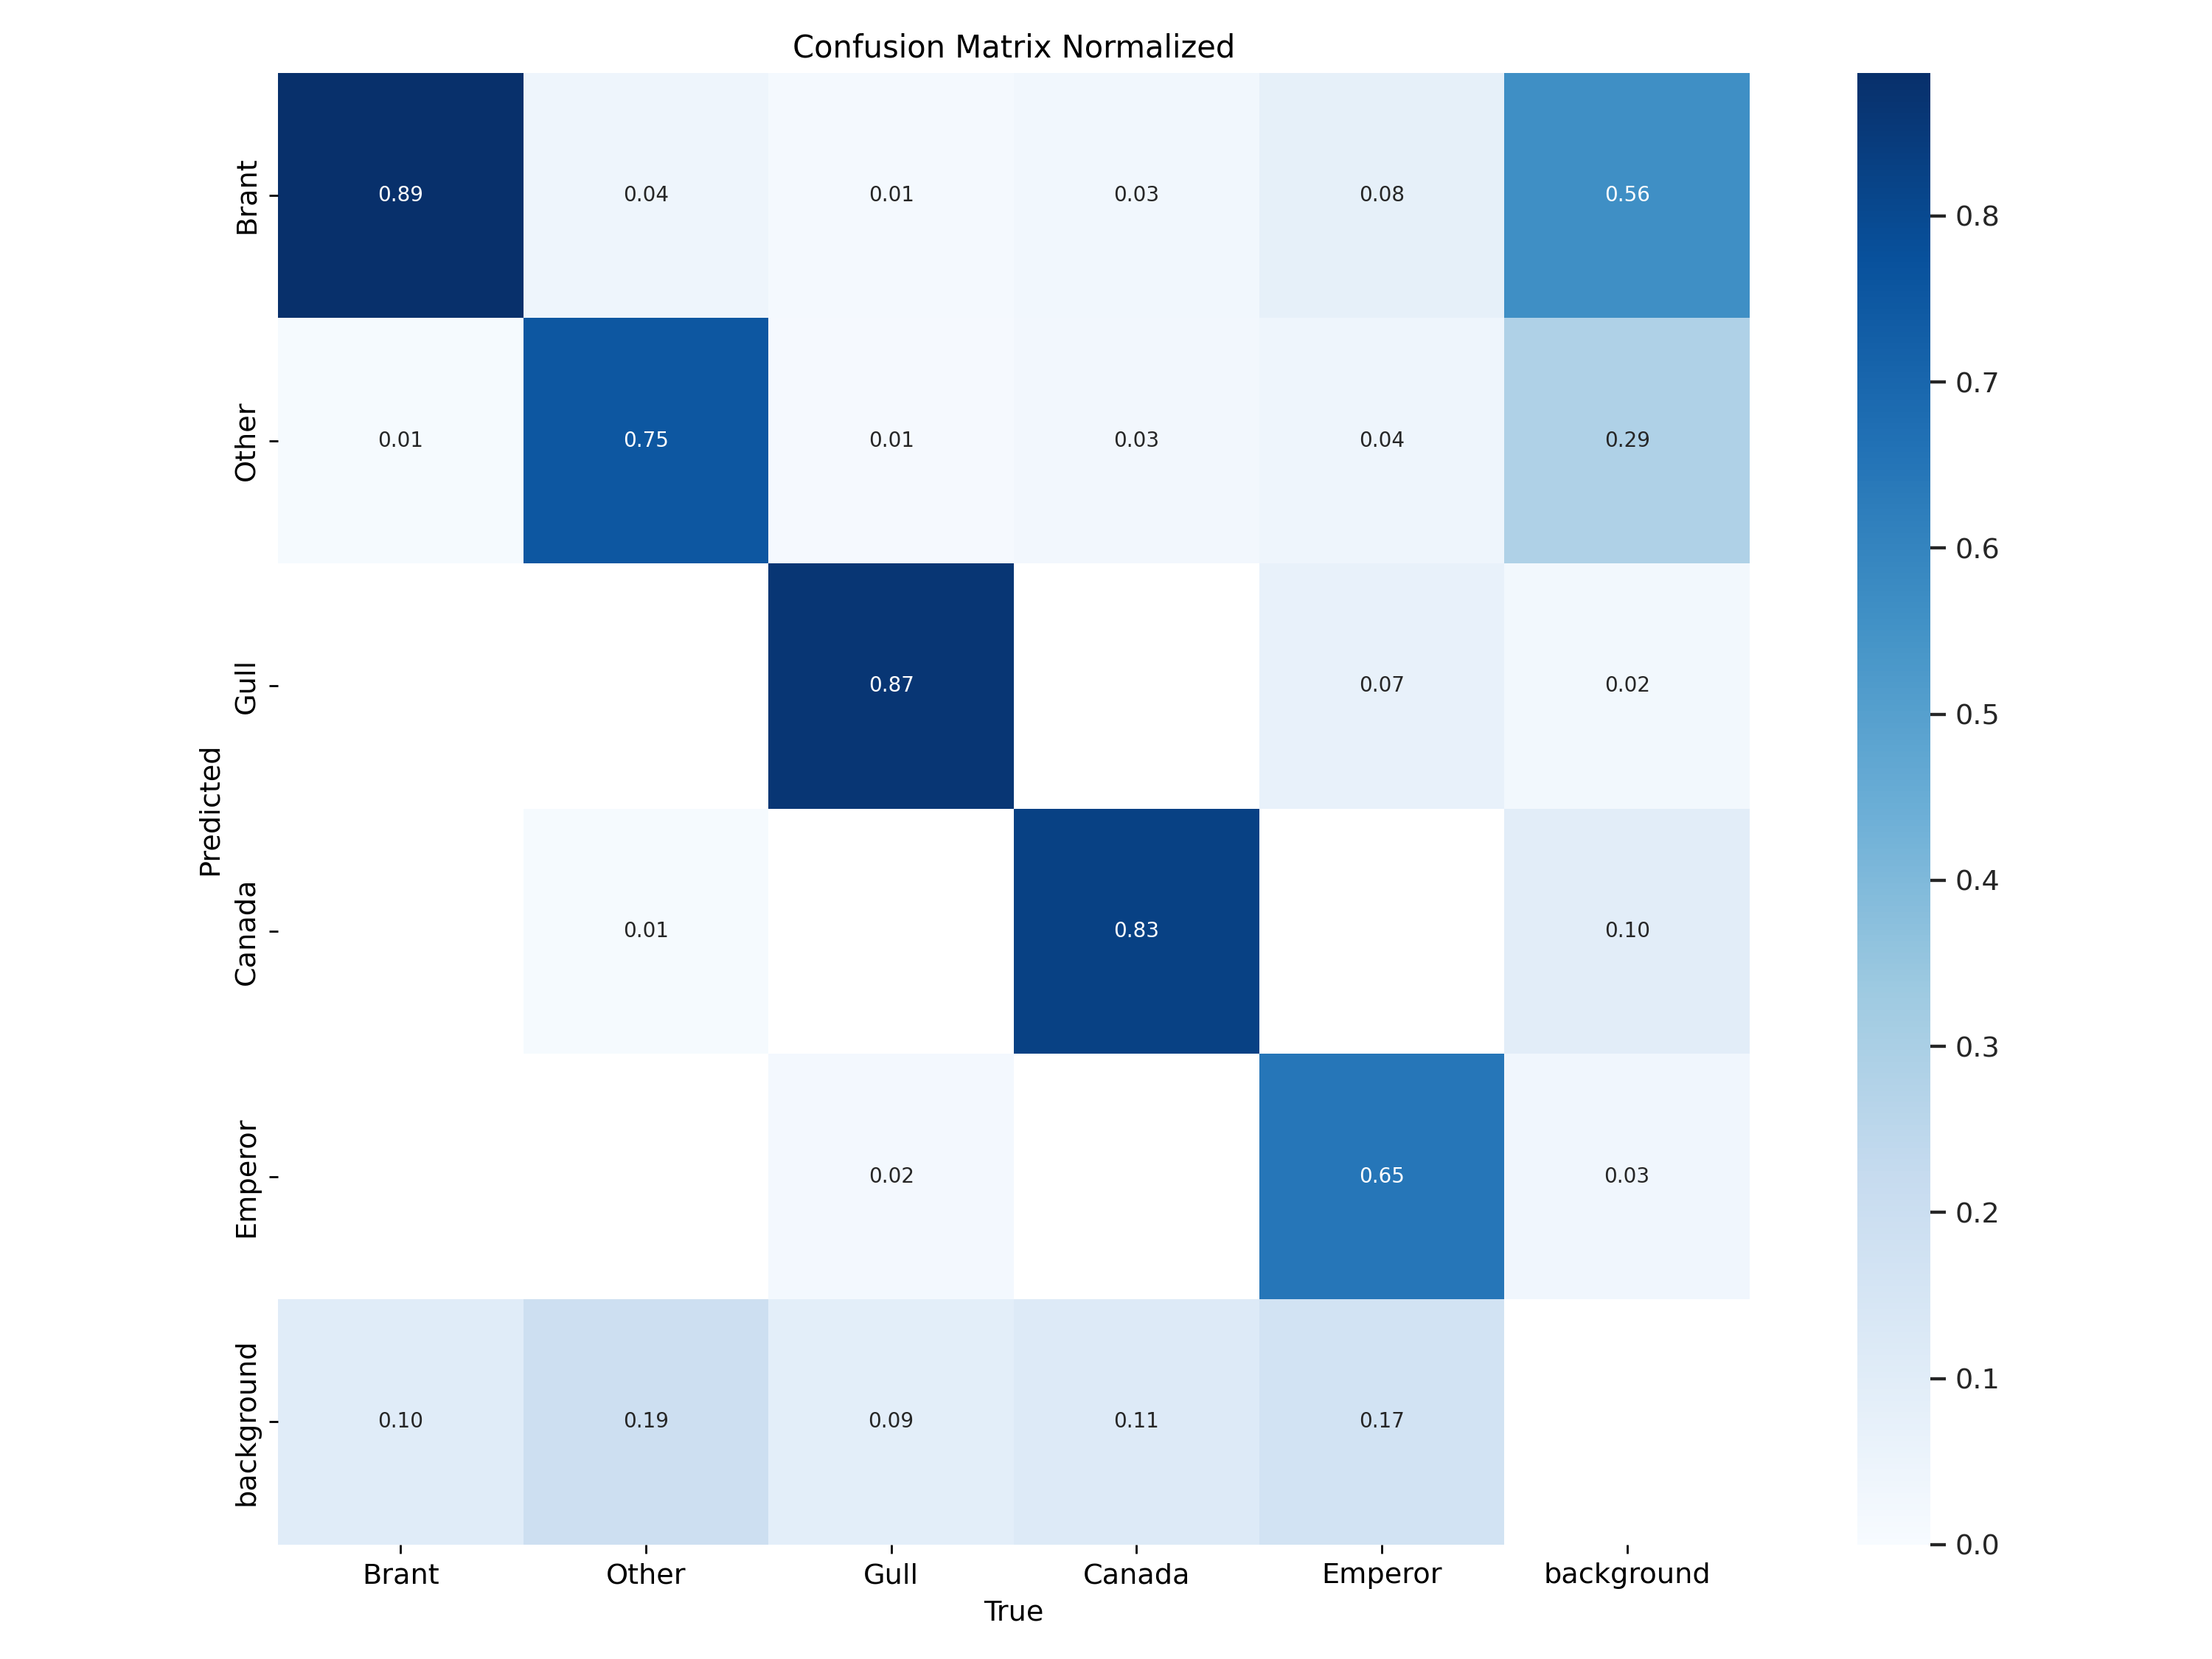 Confusion Matrix Normalized
Brant 0.89 0.04 0.01 0.03 0.08 0.56
Other 0.01 0.75 0.01 0.03 0.04 0.29
Gull 0.87 0.07 0.02
Canada 0.01 0.83 0.10
Emperor 0.02 0.65 0.03
background 0.10 0.19 0.09 0.11 0.17
Predicted
Brant Other Gull Canada Emperor background
True
0.8
0.7
0.6
0.5
0.4
0.3
0.2
0.1
0.0